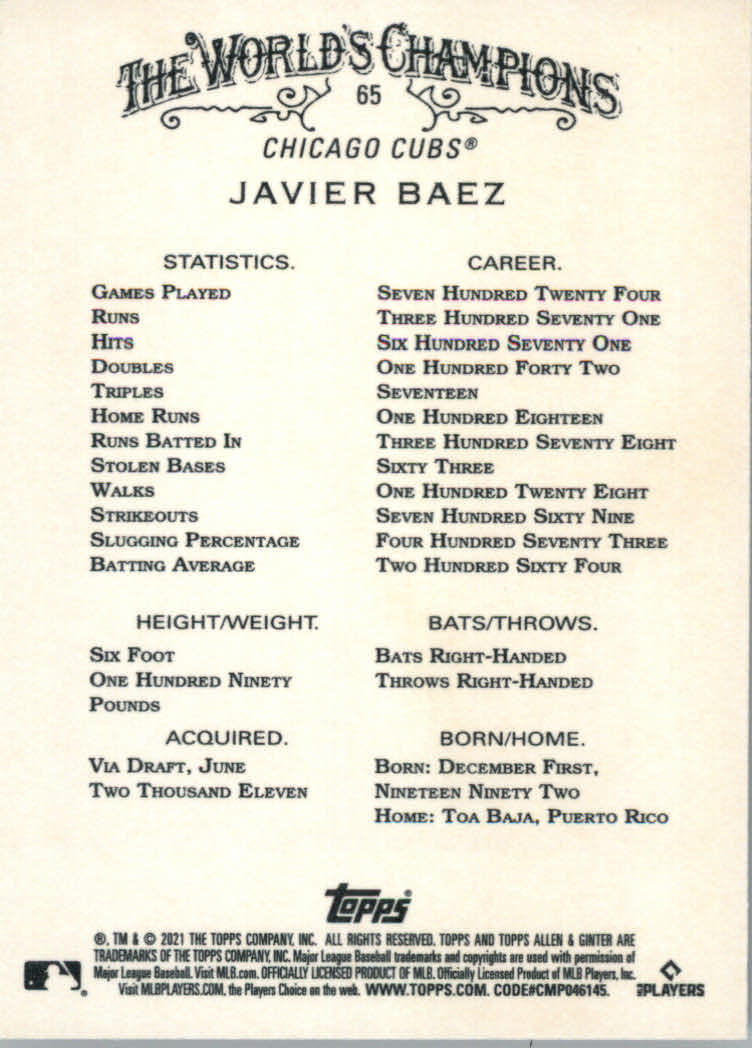 THE WORLD'S CHAMPIONS
65
CHICAGO CUBS®
JAVIER BAEZ
STATISTICS. CAREER.
GAMES PLAYED SEVEN HUNDRED TWENTY FOUR
RUNS THREE HUNDRED SEVENTY ONE
HITS SIX HUNDRED SEVENTY ONE
DOUBLES ONE HUNDRED FORTY TWO
TRIPLES SEVENTEEN
HOME RUNS ONE HUNDRED EIGHTEEN
RUNS BATTED IN THREE HUNDRED SEVENTY EIGHT
STOLEN BASES SIXTY THREE
WALKS ONE HUNDRED TWENTY EIGHT
STRIKEOUTS SEVEN HUNDRED SIXTY NINE
SLUGGING PERCENTAGE FOUR HUNDRED SEVENTY THREE
BATTING AVERAGE TWO HUNDRED SIXTY FOUR
HEIGHT/WEIGHT.
SIX FOOT
ONE HUNDRED NINETY
POUNDS
BATS/THROWS.
BATS RIGHT-HANDED
THROWS RIGHT-HANDED
ACQUIRED.
VIA DRAFT, JUNE
TWO THOUSAND ELEVEN
BORN/HOME.
BORN: DECEMBER FIRST,
NINETEEN NINETY TWO
HOME: TOA BAJA, PUERTO RICO
Topps®
®, TM & © 2021 THE TOPPS COMPANY, INC. ALL RIGHTS RESERVED. TOPPS AND TOPPS ALLEN & GINTER ARE
TRADEMARKS OF THE TOPPS COMPANY, INC. Major League Baseball trademarks and copyrights are used with permission of
Major League Baseball. Visit MLB.com. OFFICIALLY LICENSED PRODUCT OF MLB. Officially Licensed Product of MLB Players, Inc.
Visit MLBPLAYERS.COM, the Players Choice on the web. WWW.TOPPS.COM. CODE#CMP046145.
MLB PLAYERS